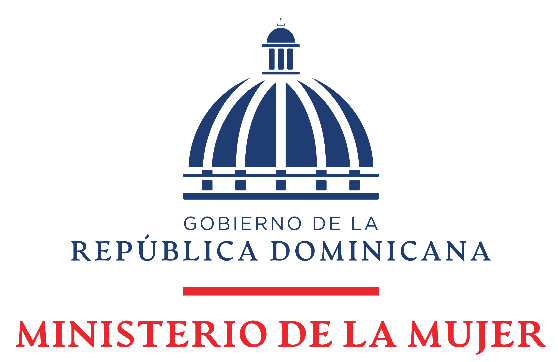 GOBIERNO DE LA
REPÚBLICA DOMINICANA
MINISTERIO DE LA MUJER